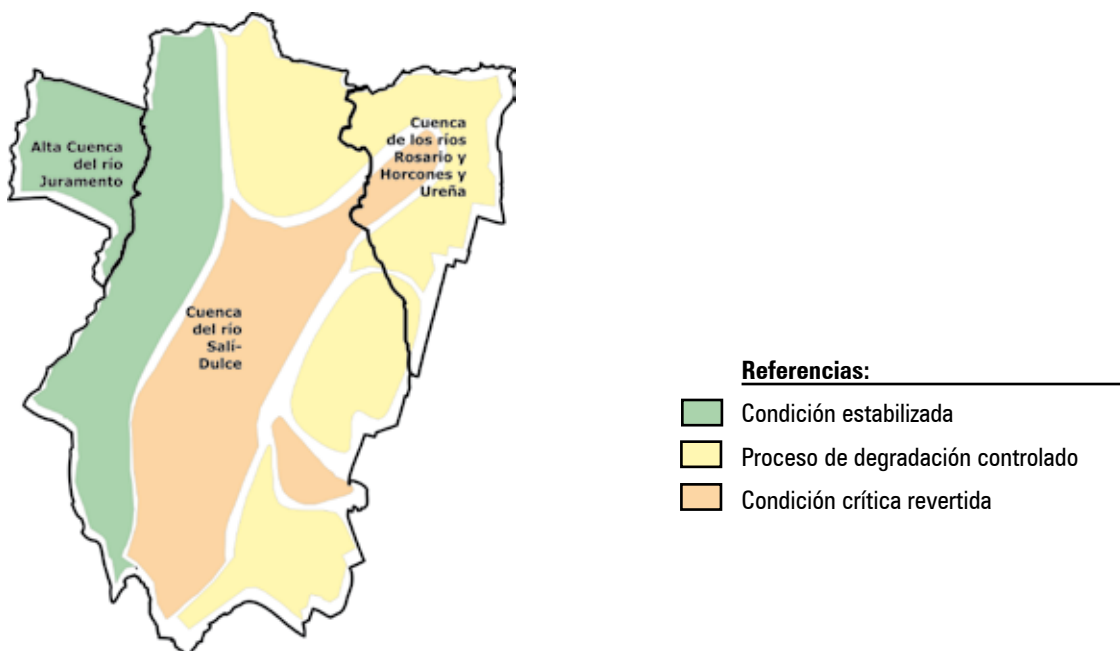 Alta Cuenca
del río
Juramento
Cuenca
de los ríos
Rosario y
Horcones y
Ureña
Cuenca
del río
Salí-
Dulce
Referencias:
Condición estabilizada
Proceso de degradación controlado
Condición crítica revertida